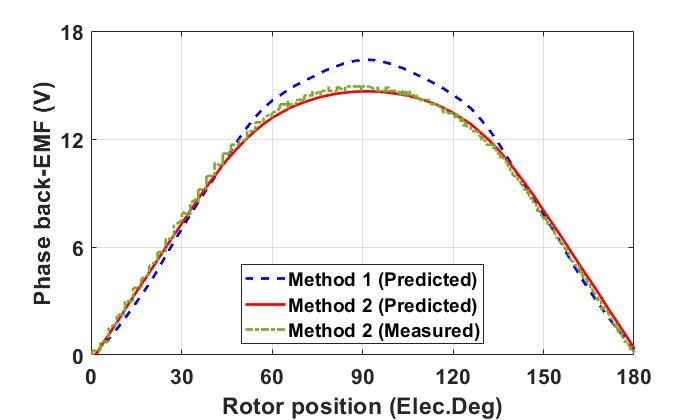 18
12
6
0
Phase back-EMF (V)
Method 1 (Predicted)
Method 2 (Predicted)
Method 2 (Measured)
0 30 60 90 120 150 180
Rotor position (Elec.Deg)